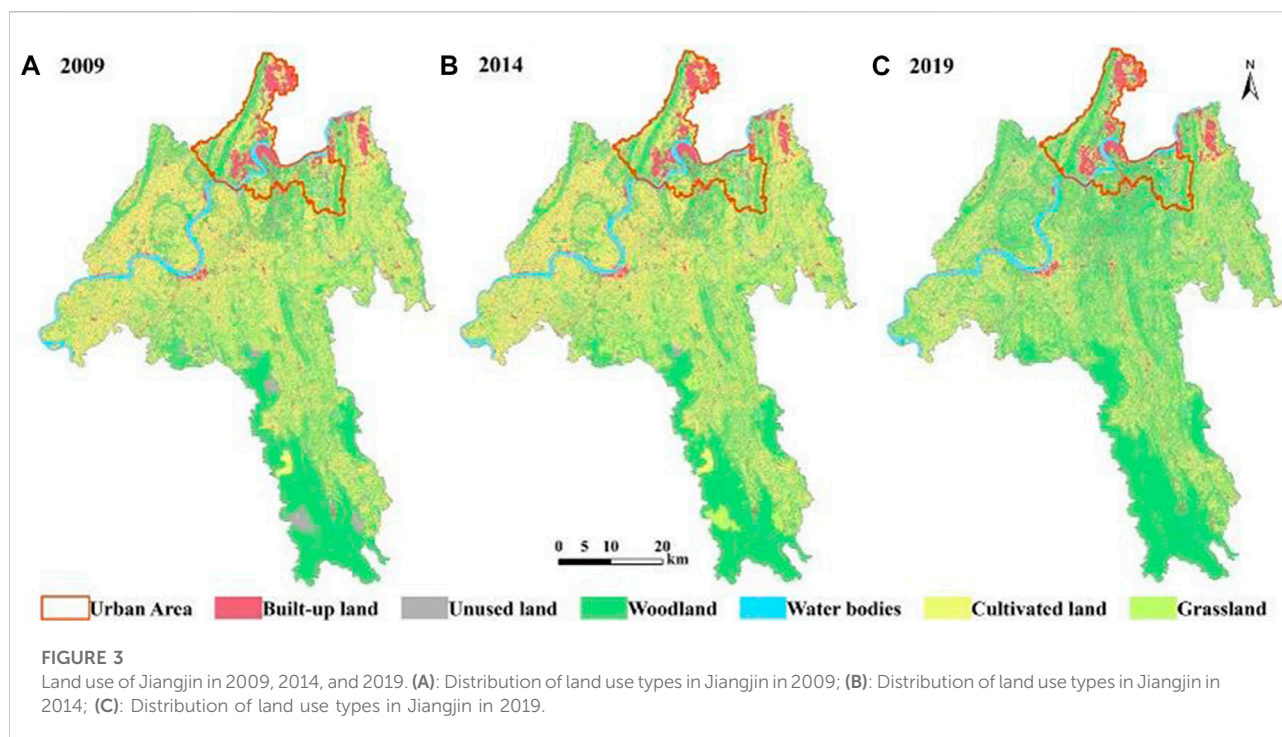 A 2009
B 2014
C 2019
N
0 5 10 20
km
Urban Area Built-up land Unused land Woodland Water bodies Cultivated land Grassland
FIGURE 3
Land use of Jiangjin in 2009, 2014, and 2019. (A): Distribution of land use types in Jiangjin in 2009; (B): Distribution of land use types in Jiangjin in
2014; (C): Distribution of land use types in Jiangjin in 2019.